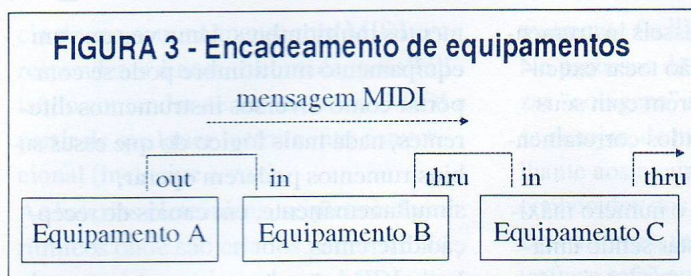 FIGURA 3 - Encadeamento de equipamentos
mensagem MIDI
out in thru in thru
Equipamento A Equipamento B Equipamento C